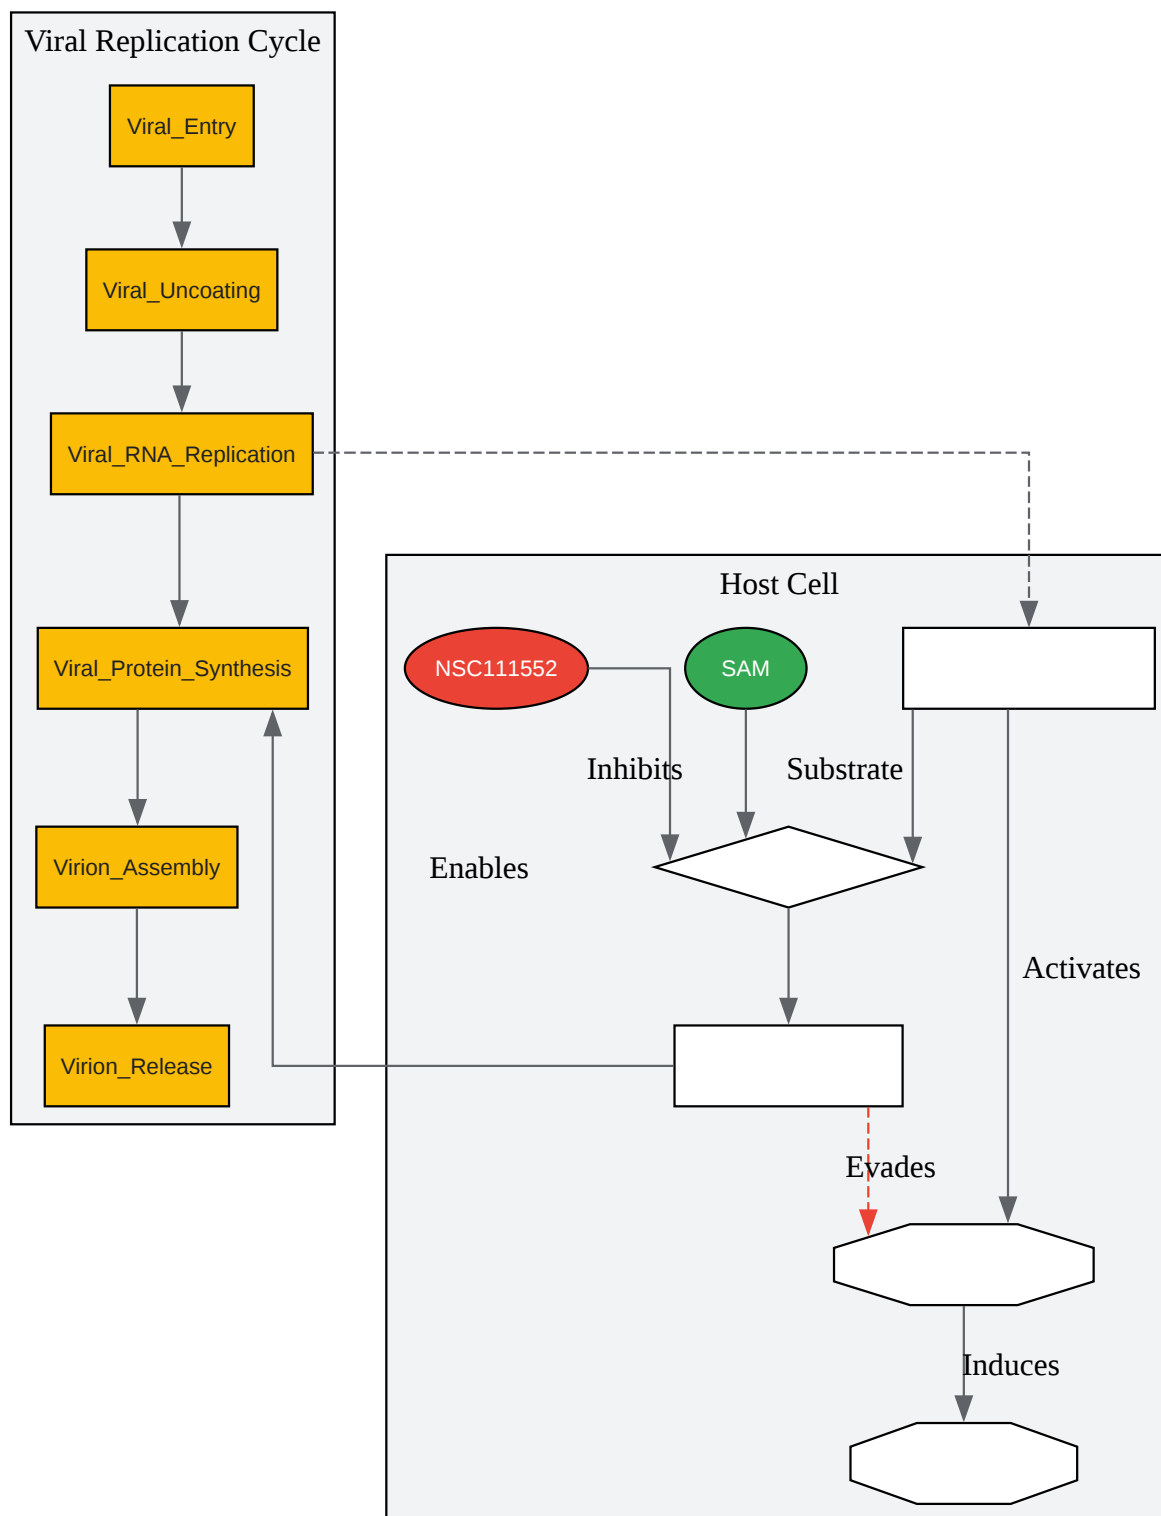 Viral Replication Cycle
Viral_Entry
Viral_Uncoating
Viral_RNA_Replication
Viral_Protein_Synthesis
Virion_Assembly
Virion_Release
Host Cell
NSC111552
SAM
Inhibits
Substrate
Enables
Activates
Evades
Induces